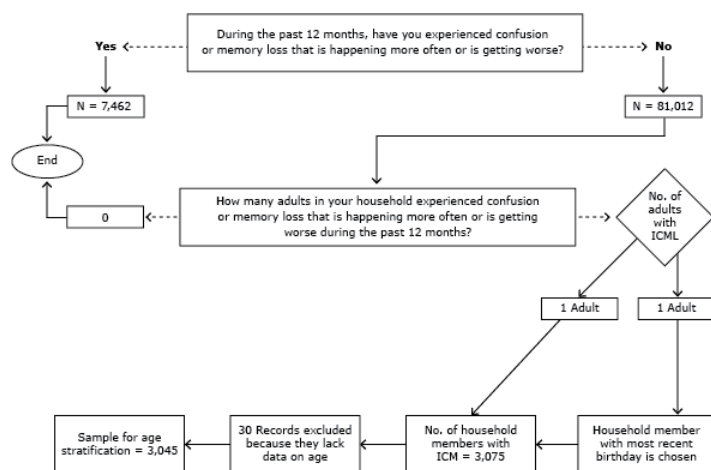 During the past 12 months, have you experienced confusion
or memory loss that is happening more often or is getting worse?
Yes
No
N = 7,462
N = 81,012
End
0
How many adults in your household experienced confusion
or memory loss that is happening more often or is getting
worse during the past 12 months?
No. of
adults
with
ICML
1 Adult
1 Adult
Sample for age
stratification = 3,045
30 Records excluded
because they lack
data on age
No. of household
members with
ICM = 3,075
Household member
with most recent
birthday is chosen